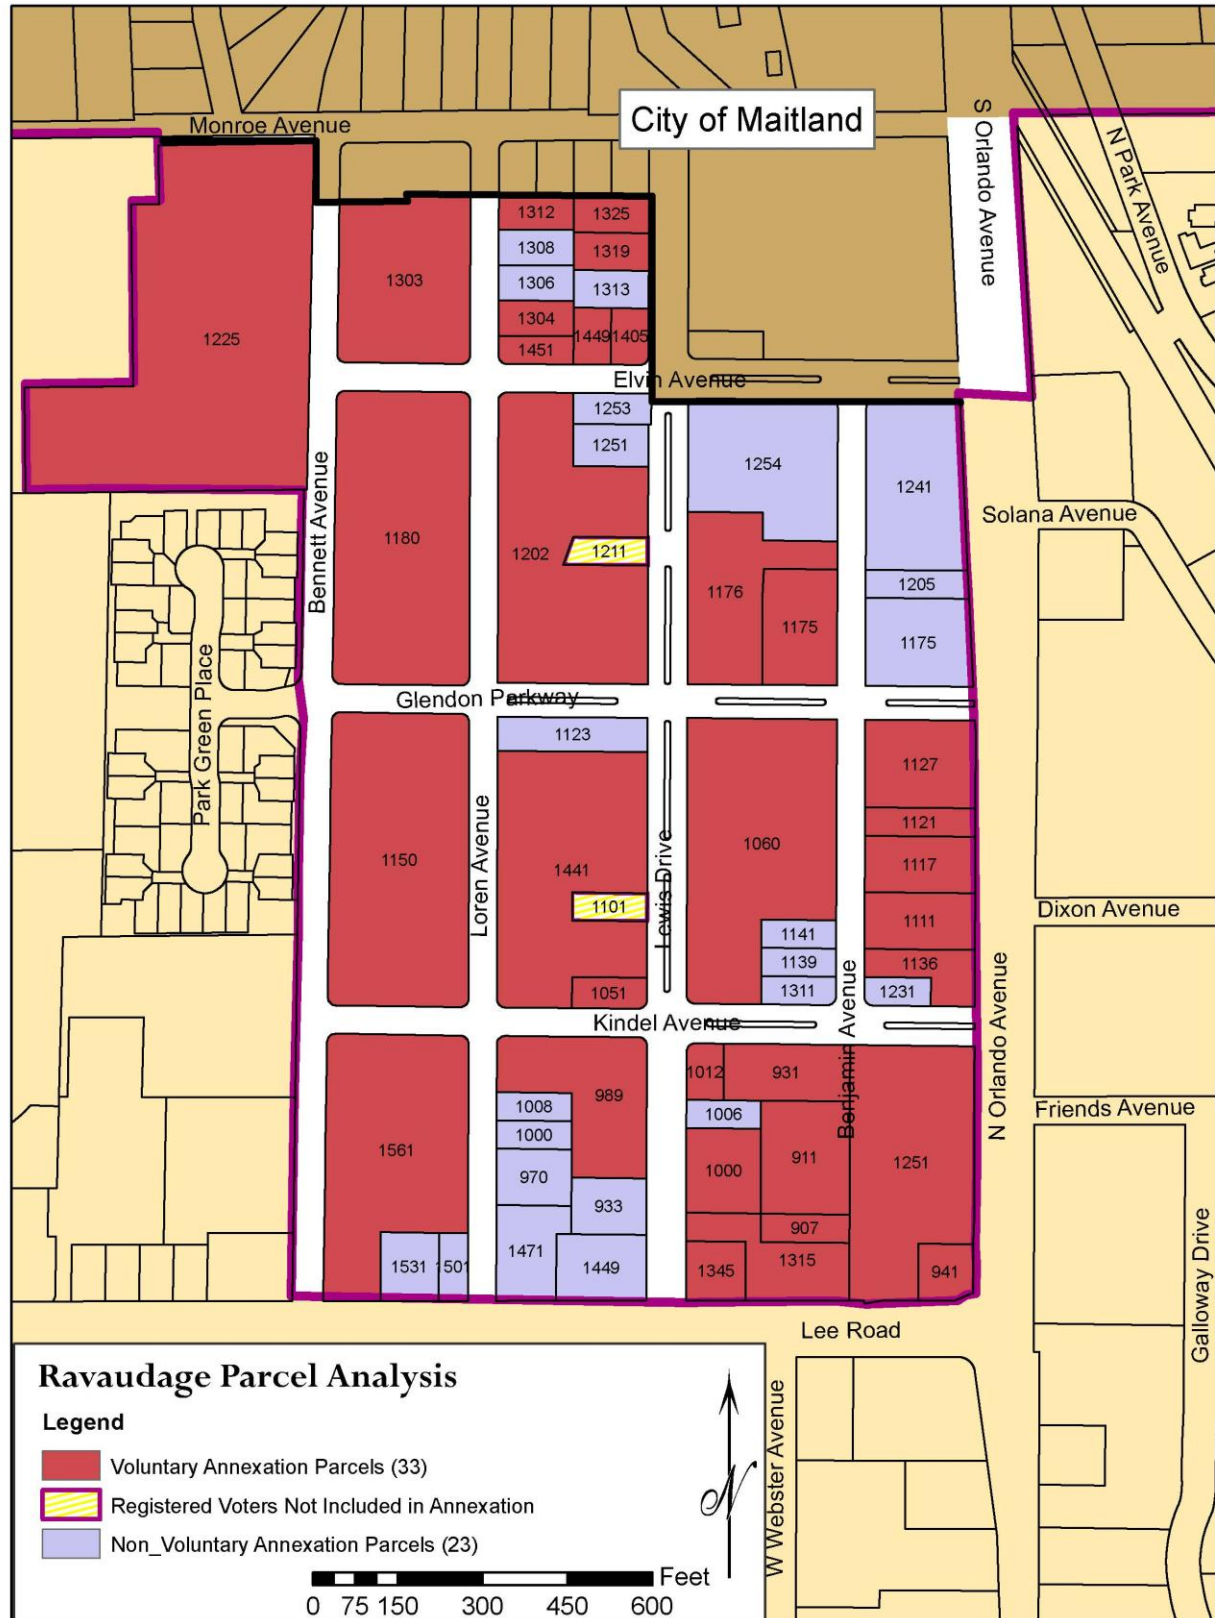 City of Maitland
Monroe Avenue
S Orlando Avenue
N Park Avenue
1312
1325
1308
1319
1306
1313
1303
1304
1449
1405
1451
1225
Elvin Avenue
1253
1251
1254
1241
Solana Avenue
Bennett Avenue
1180
1202
1211
1205
1176
1175
1175
Glendon Parkway
Park Green Place
1123
1127
1121
1150
Loren Avenue
1441
Lewis Drive
1060
1117
1101
1111
Dixon Avenue
1141
1139
1136
1051
1311
1231
Kindel Avenue
Benjamin Avenue
N Orlando Avenue
1012
931
989
1008
1006
Friends Avenue
1000
1561
970
1000
911
1251
933
907
1471
1531
1501
1449
1345
1315
941
Galloway Drive
Lee Road
W Webster Avenue
Ravaudage Parcel Analysis
Legend
Voluntary Annexation Parcels (33)
Registered Voters Not Included in Annexation
Non_Voluntary Annexation Parcels (23)
N
Feet
0 75 150 300 450 600